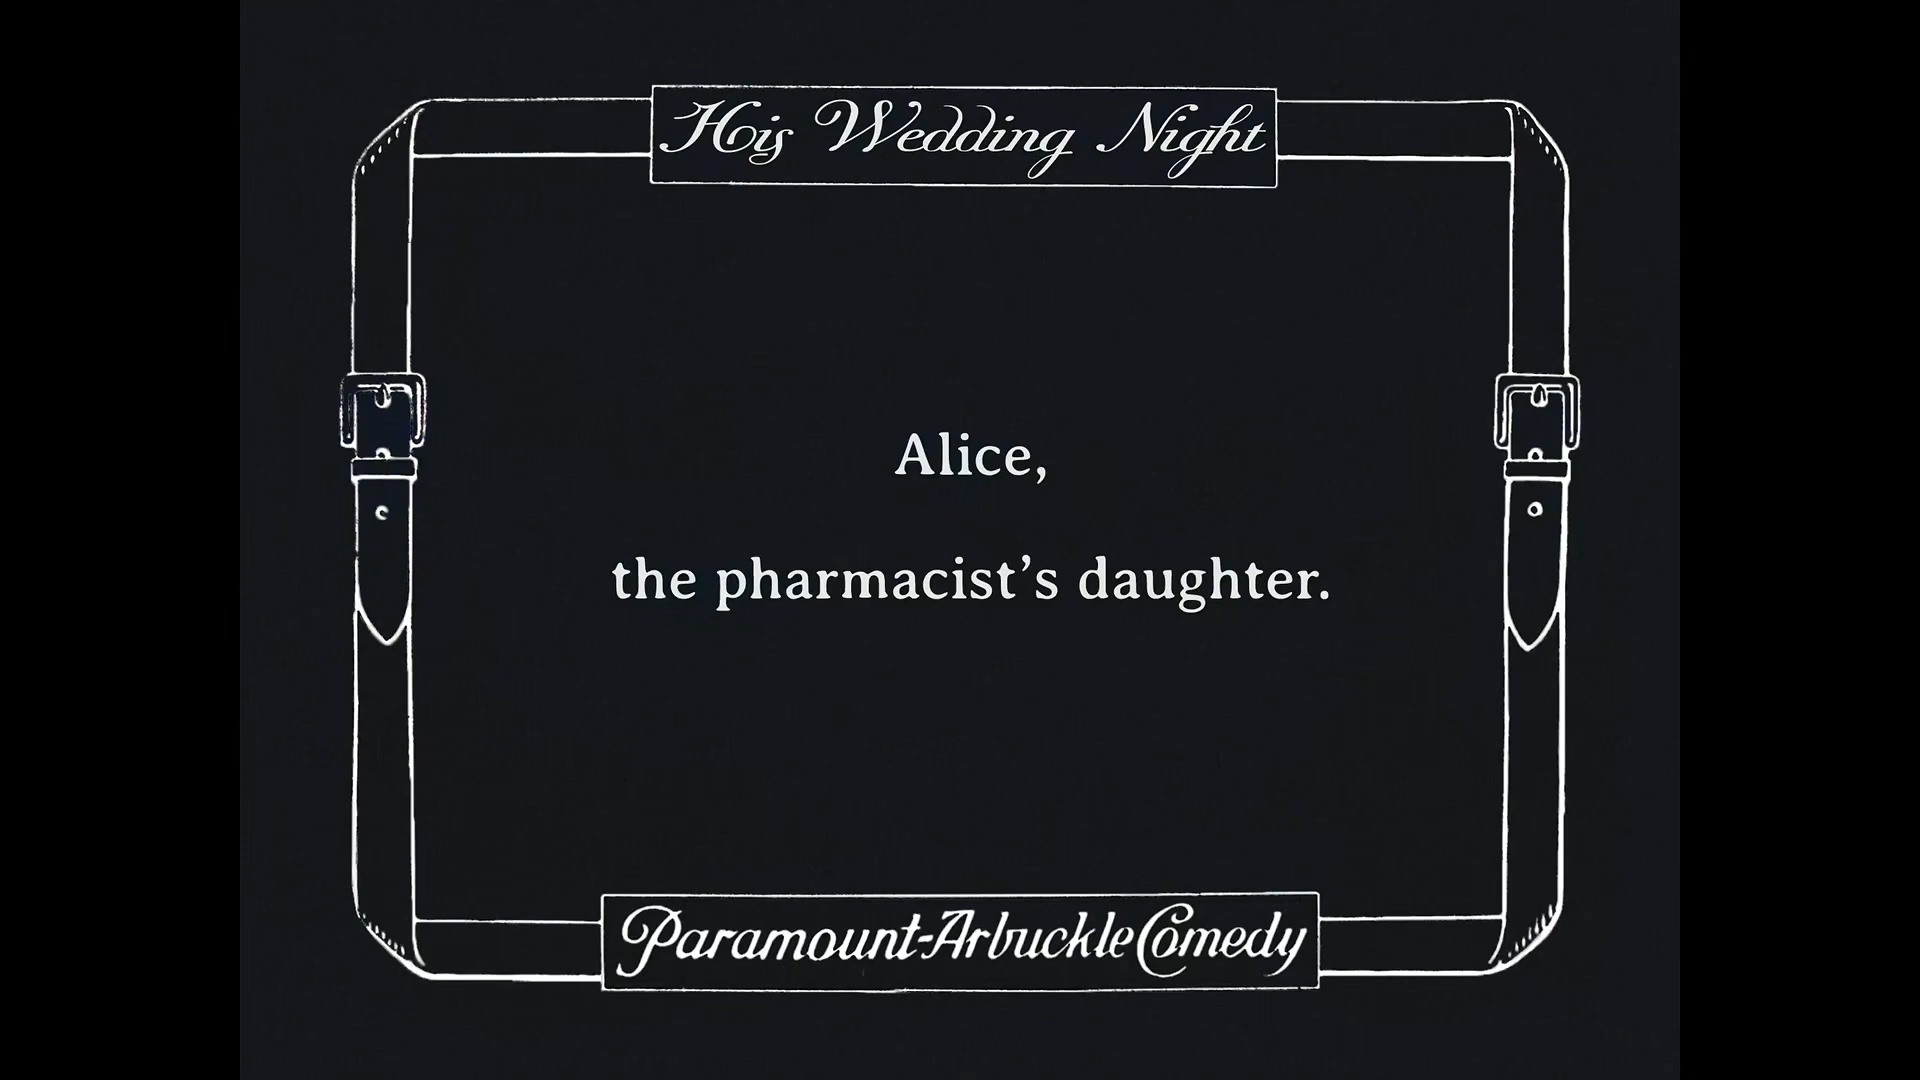 His Wedding Night
Alice,
the pharmacist’s daughter.
Paramount-Arbuckle Comedy